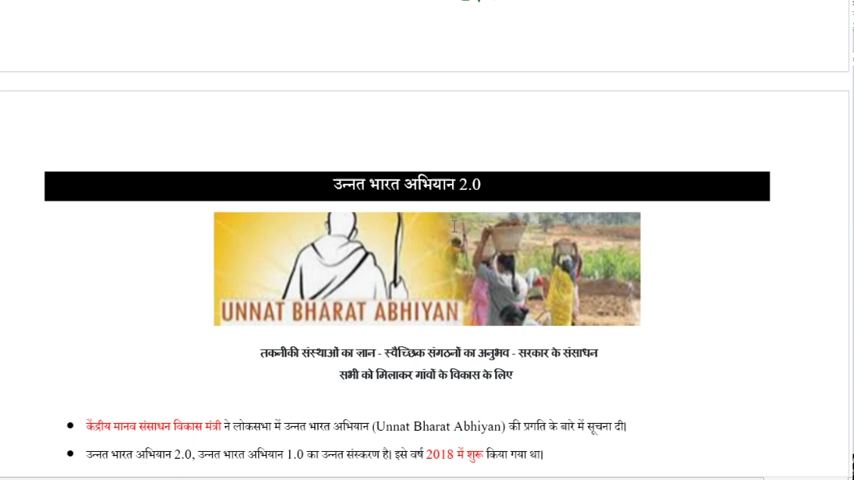 उन्नत भारत अभियान 2.0
UNNAT BHARAT ABHIYAN
तकनीकी संस्थाओं का ज्ञान - स्वैच्छिक संगठनों का अनुभव - सरकार के संसाधन
सभी को मिलाकर गांवों के विकास के लिए
केंद्रीय मानव संसाधन विकास मंत्री ने लोकसभा में उन्नत भारत अभियान (Unnat Bharat Abhiyan) की प्रगति के बारे में सूचना दी।
उन्नत भारत अभियान 2.0, उन्नत भारत अभियान 1.0 का उन्नत संस्करण है। इसे वर्ष 2018 में शुरू किया गया था।